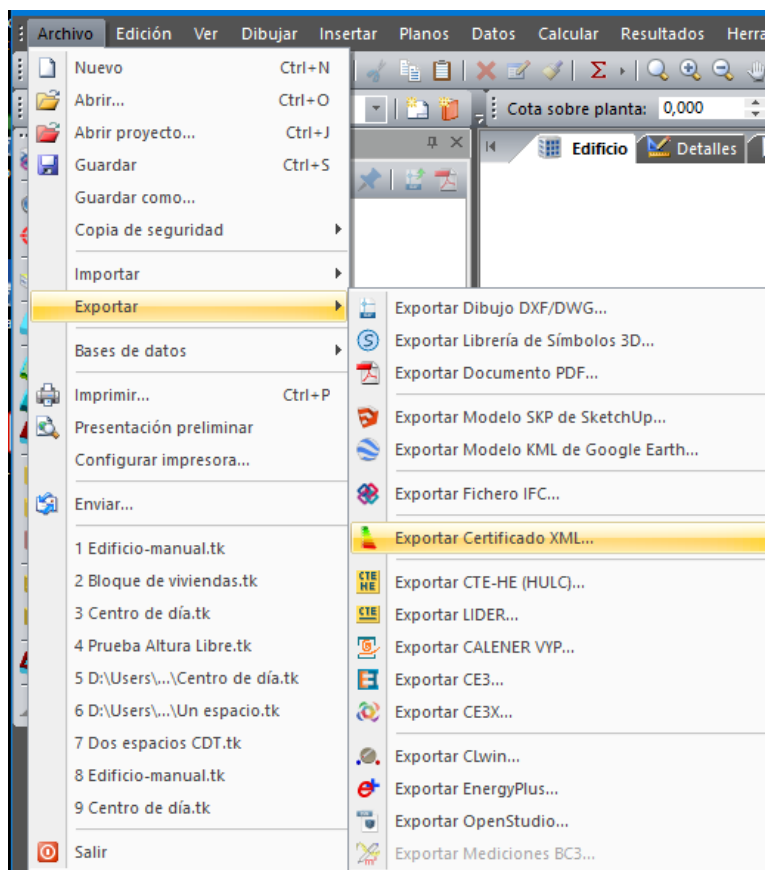 Archivo Edición Ver Dibujar Insertar Planos Datos Calcular Resultados Herra
Nuevo Ctrl+N
Abrir... Ctrl+O
Abrir proyecto... Ctrl+J
Guardar Ctrl+S
Guardar como...
Copia de seguridad
Importar
Exportar
Bases de datos
Imprimir... Ctrl+P
Presentación preliminar
Configurar impresora...
Enviar...
1 Edificio-manual.tk
2 Bloque de viviendas.tk
3 Centro de día.tk
4 Prueba Altura Libre.tk
5 D:\Users\...\Centro de día.tk
6 D:\Users\...\Un espacio.tk
7 Dos espacios CDT.tk
8 Edificio-manual.tk
9 Centro de día.tk
Salir
Cota sobre planta: 0,000
Edificio Detalles
Exportar Dibujo DXF/DWG...
Exportar Librería de Símbolos 3D...
Exportar Documento PDF...
Exportar Modelo SKP de SketchUp...
Exportar Modelo KML de Google Earth...
Exportar Fichero IFC...
Exportar Certificado XML...
CTE HE Exportar CTE-HE (HULC)...
CTE Exportar LIDER...
Exportar CALENER VYP...
Exportar CE3...
Exportar CE3X...
Exportar CLwin...
Exportar EnergyPlus...
Exportar OpenStudio...
Exportar Mediciones BC3...